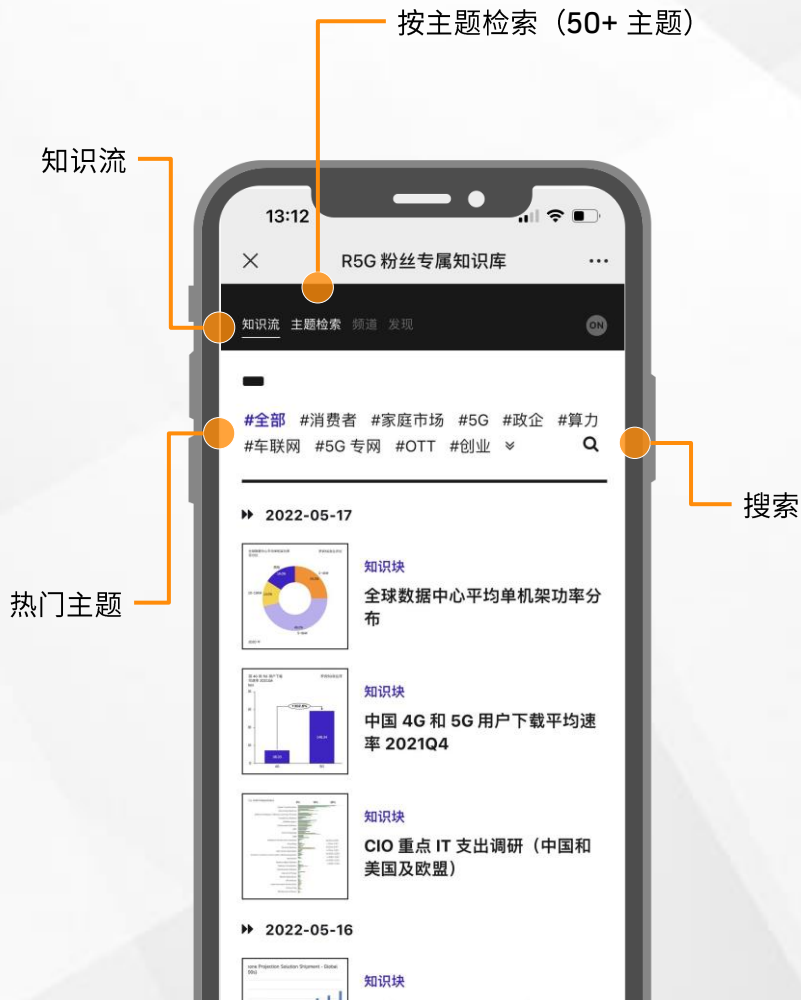 按主题检索（50+ 主题）
知识流
13:12
R5G 粉丝专属知识库
知识流 主题检索 频道 发现
ON
#全部 #消费者 #家庭市场 #5G #政企 #算力
#车联网 #5G 专网 #OTT #创业
搜索
2022-05-17
热门主题
知识块
全球数据中心平均单机架功率分
布
知识块
中国 4G 和 5G 用户下载平均速
率 2021Q4
知识块
CIO 重点 IT 支出调研（中国和
美国及欧盟）
2022-05-16
知识块